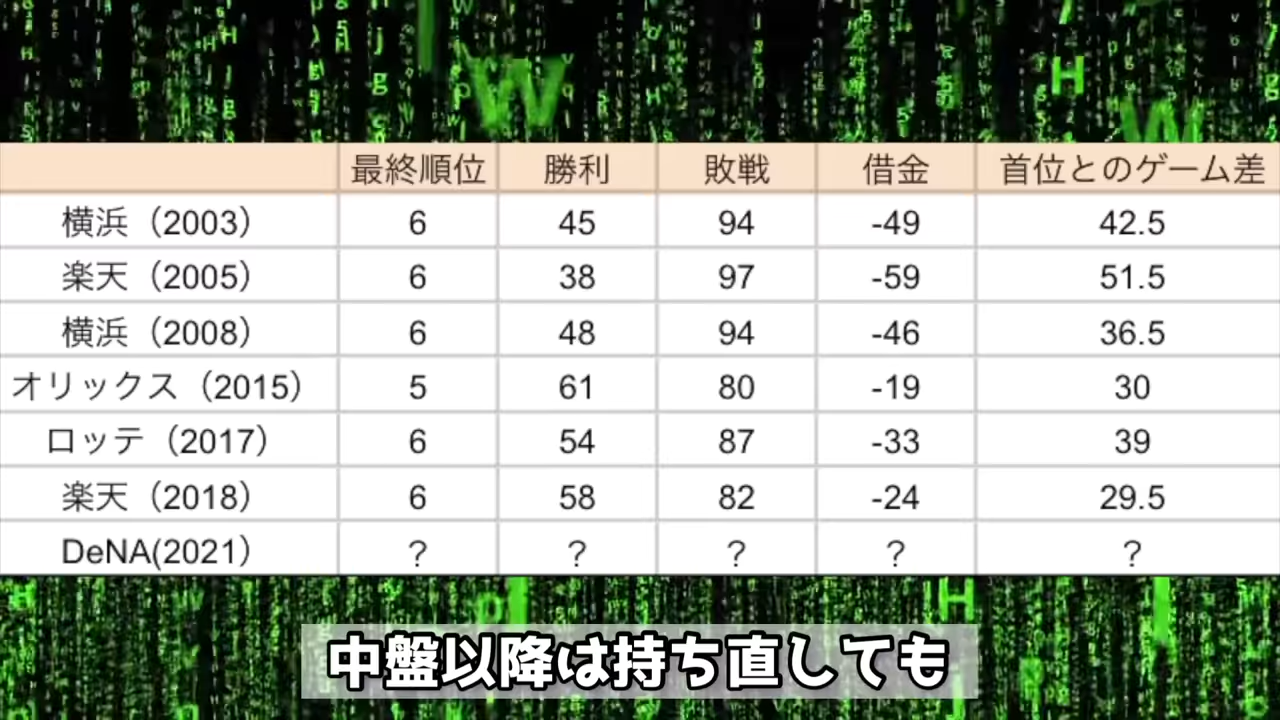 最終順位 勝利 敗戦 借金 首位とのゲーム差
横浜（2003） 6 45 94 -49 42.5
楽天（2005） 6 38 97 -59 51.5
横浜（2008） 6 48 94 -46 36.5
オリックス（2015） 5 61 80 -19 30
ロッテ（2017） 6 54 87 -33 39
楽天（2018） 6 58 82 -24 29.5
DeNA(2021） ? ? ? ? ?
中盤以降は持ち直しても